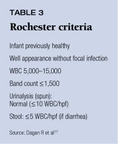 TABLE 3
Rochester criteria
Infant previously healthy
Well appearance without focal infection
WBC 5,000–15,000
Band count ≤1,500
Urinalysis (spun):
Normal (≤10 WBC/hpf)
Stool: ≤5 WBC/hpf (if diarrhea)
Source: Dagan R et al